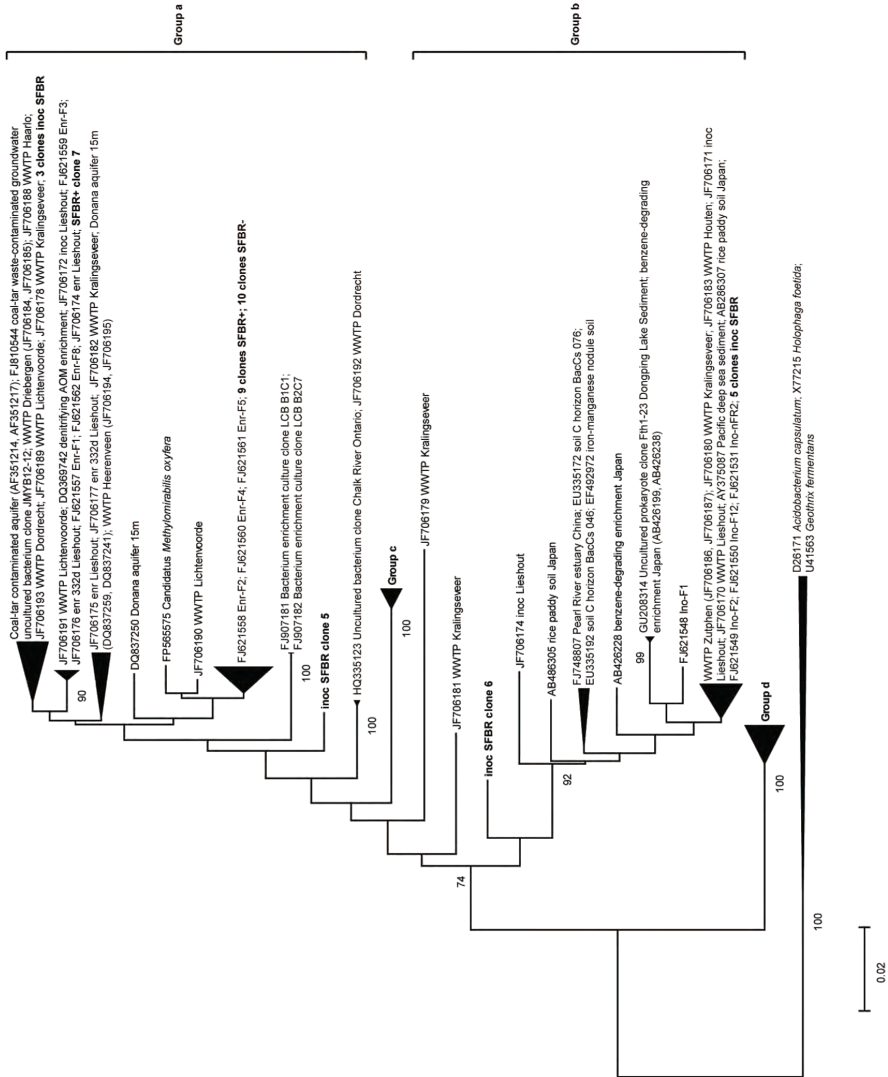 Group a
Coal-tar contaminated aquifer (AF351214, AF351217); FJ810544 coal-tar waste-contaminated groundwater
uncultured bacterium clone JMYB12-12; WWTP Driebergen (JF706184, JF706185); JF706188 WWTP Haarlo;
JF706193 WWTP Dordrecht; JF706189 WWTP Lichtenvoorde; JF706178 WWTP Kralingseveer; 3 clones inoc SFBR
JF706191 WWTP Lichtenvoorde; DQ369742 denitrifying AOM enrichment; JF706172 inoc Lieshout; FJ621559 Enr-F3;
JF706176 enr 332d Lieshout; FJ621557 Enr-F1; FJ621562 Enr-F8; JF706174 enr Lieshout; SFBR+ clone 7
90
JF706175 enr Lieshout; JF706177 enr 332d Lieshout; JF706182 WWTP Kralingseveer; Donana aquifer 15m
(DQ837259, DQ837241); WWTP Heerenveen (JF706194, JF706195)
DQ837250 Donana aquifer 15m
FP565575 Candidatus Methylomirabilis oxyfera
JF706190 WWTP Lichtenvoorde
FJ621558 Enr-F2; FJ621560 Enr-F4; FJ621561 Enr-F5; 9 clones SFBR+; 10 clones SFBR-
FJ907181 Bacterium enrichment culture clone LCB B1C1;
FJ907182 Bacterium enrichment culture clone LCB B2C7
100
inoc SFBR clone 5
HQ335123 Uncultured bacterium clone Chalk River Ontario; JF706192 WWTP Dordrecht
100
Group c
100
JF706179 WWTP Kralingseveer
JF706181 WWTP Kralingseveer
74
Group b
inoc SFBR clone 6
JF706174 inoc Lieshout
AB486305 rice paddy soil Japan
92
FJ748807 Pearl River estuary China; EU335172 soil C horizon BacCs 076;
EU335192 soil C horizon BacCs 046; EF492972 iron-manganese nodule soil
AB426228 benzene-degrading enrichment Japan
99
GU208314 Uncultured prokaryote clone Fth1-23 Dongping Lake Sediment; benzene-degrading
enrichment Japan (AB426199, AB426238)
FJ621548 Ino-F1
WWTP Zutphen (JF706186, JF706187); JF706180 WWTP Kralingseveer; JF706183 WWTP Houten; JF706171 inoc
Lieshout; JF706170 WWTP Lieshout; AY375087 Pacific deep sea sediment; AB286307 rice paddy soil Japan;
FJ621549 Ino-F2; FJ621550 Ino-F12; FJ621531 Ino-nFR2; 5 clones inoc SFBR
Group d
100
D26171 Acidobacterium capsulatum; X77215 Holophaga foetida;
U41563 Geothrix fermentans
100
0.02